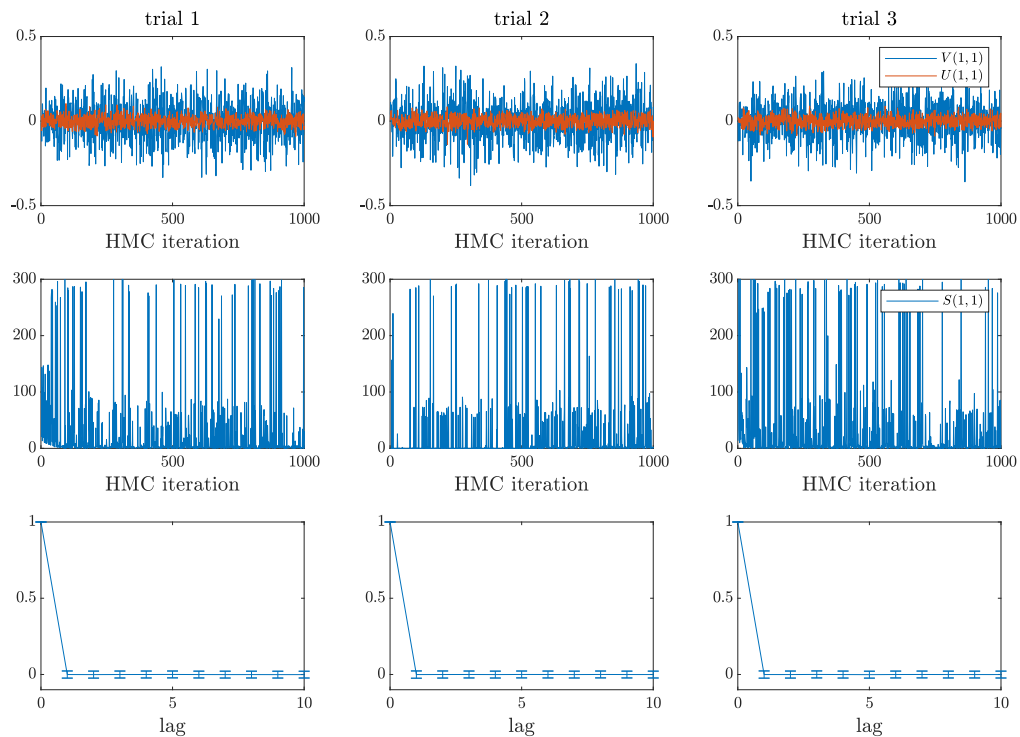 trial 1 trial 2 trial 3
0.5 0.5 0.5
V(1,1)
U(1,1)
0 0 0
-0.5 -0.5 -0.5
0 500 1000 0 500 1000 0 500 1000
HMC iteration HMC iteration HMC iteration
300 300 300
S(1,1)
200 200 200
100 100 100
0 0 0
0 500 1000 0 500 1000 0 500 1000
HMC iteration HMC iteration HMC iteration
1 1 1
0.5 0.5 0.5
0 0 0
0 5 10 0 5 10 0 5 10
lag lag lag